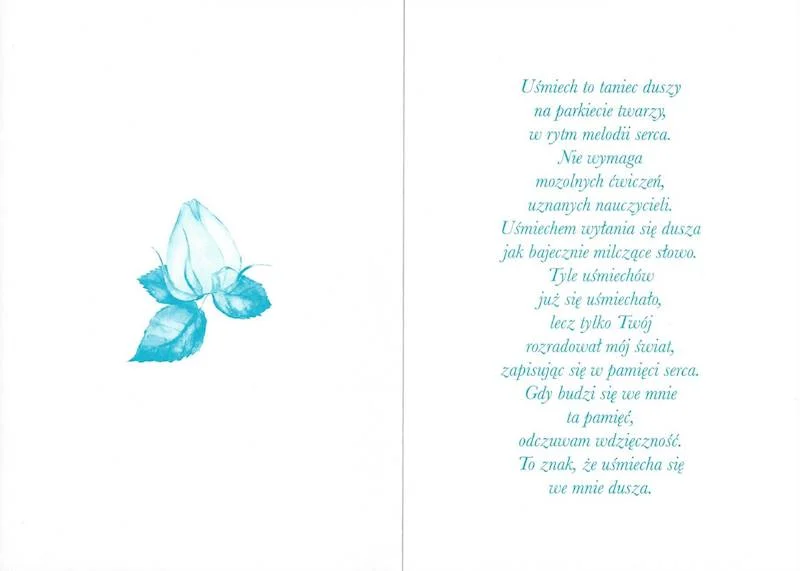 Uśmiech to taniec duszy
na parkiecie twarzy,
w rytm melodii serca.
Nie wymaga
mozolnych ćwiczeń,
uznanych nauczycieli.
Uśmiechem wyłania się dusza
jak bajecznie milczące słowo.
Tyle uśmiechów
już się uśmiechało,
lecz tylko Twój
rozradował mój świat,
zapisując się w pamięci serca.
Gdy budzi się we mnie
ta pamięć,
odczuwam wdzięczność.
To znak, że uśmiecha się
we mnie dusza.